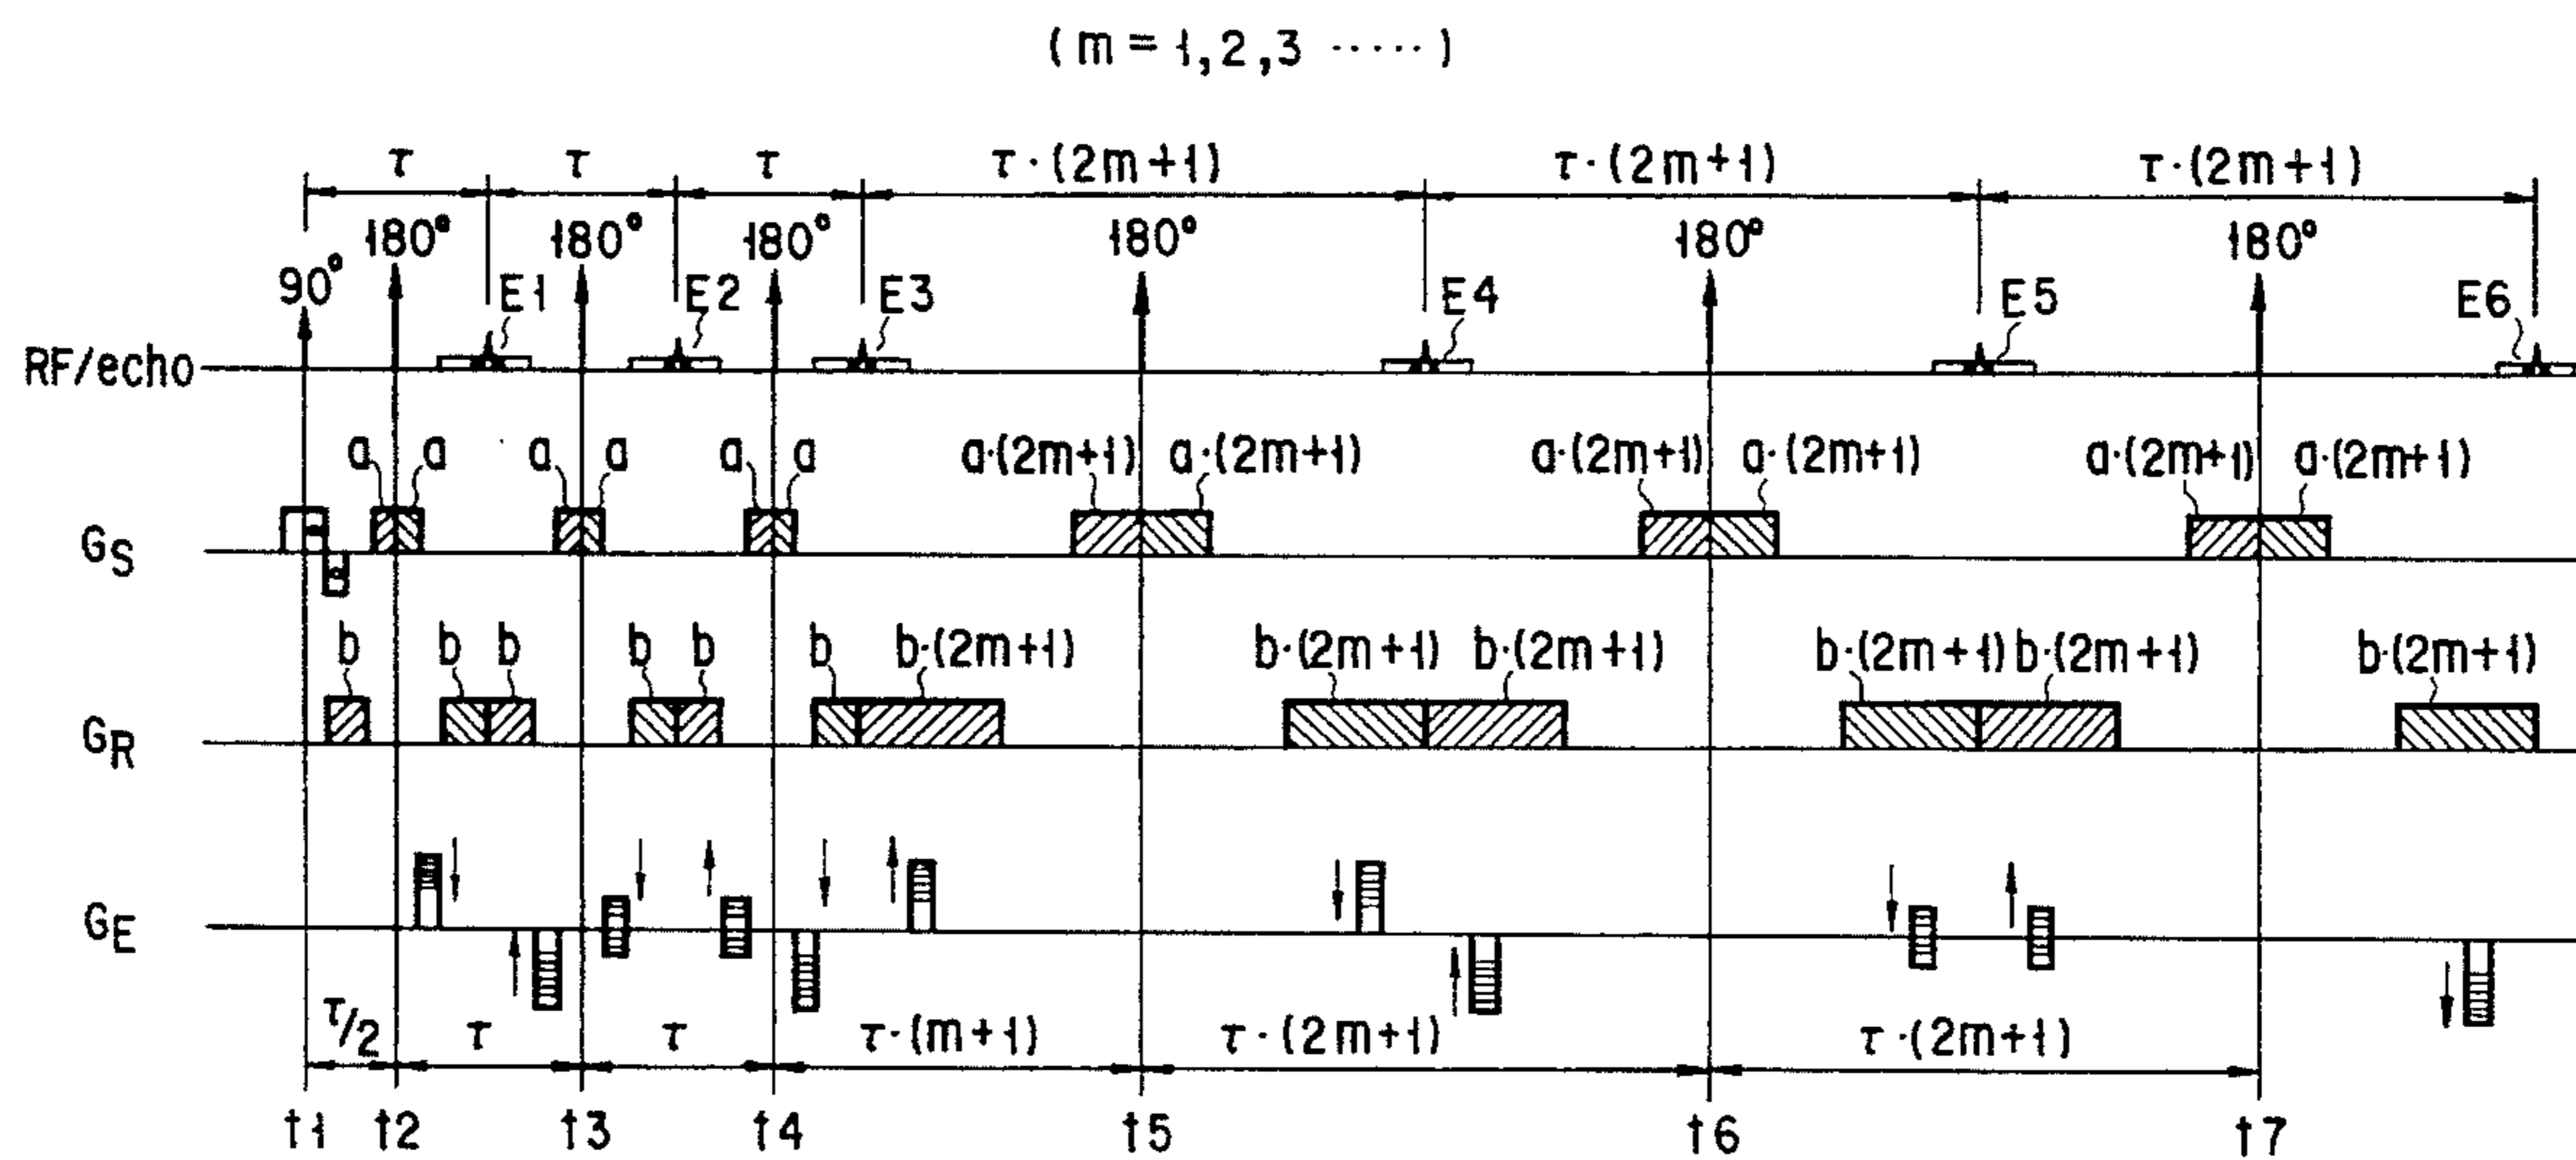 ( m = 1,2,3 ····· )
τ τ τ τ·(2m+1) τ·(2m+1) τ·(2m+1)
90° 180° 180° 180° 180° 180° 180°
E1 E2 E3 E4 E5 E6
RF/echo
a a a a a a a·(2m+1) a·(2m+1) a·(2m+1) a·(2m+1) a·(2m+1) a·(2m+1)
GS
b b b b b b b·(2m+1) b·(2m+1) b·(2m+1) b·(2m+1) b·(2m+1) b·(2m+1)
GR
GE
τ/2 τ τ τ·(m+1) τ·(2m+1) τ·(2m+1)
t1 t2 t3 t4 t5 t6 t7